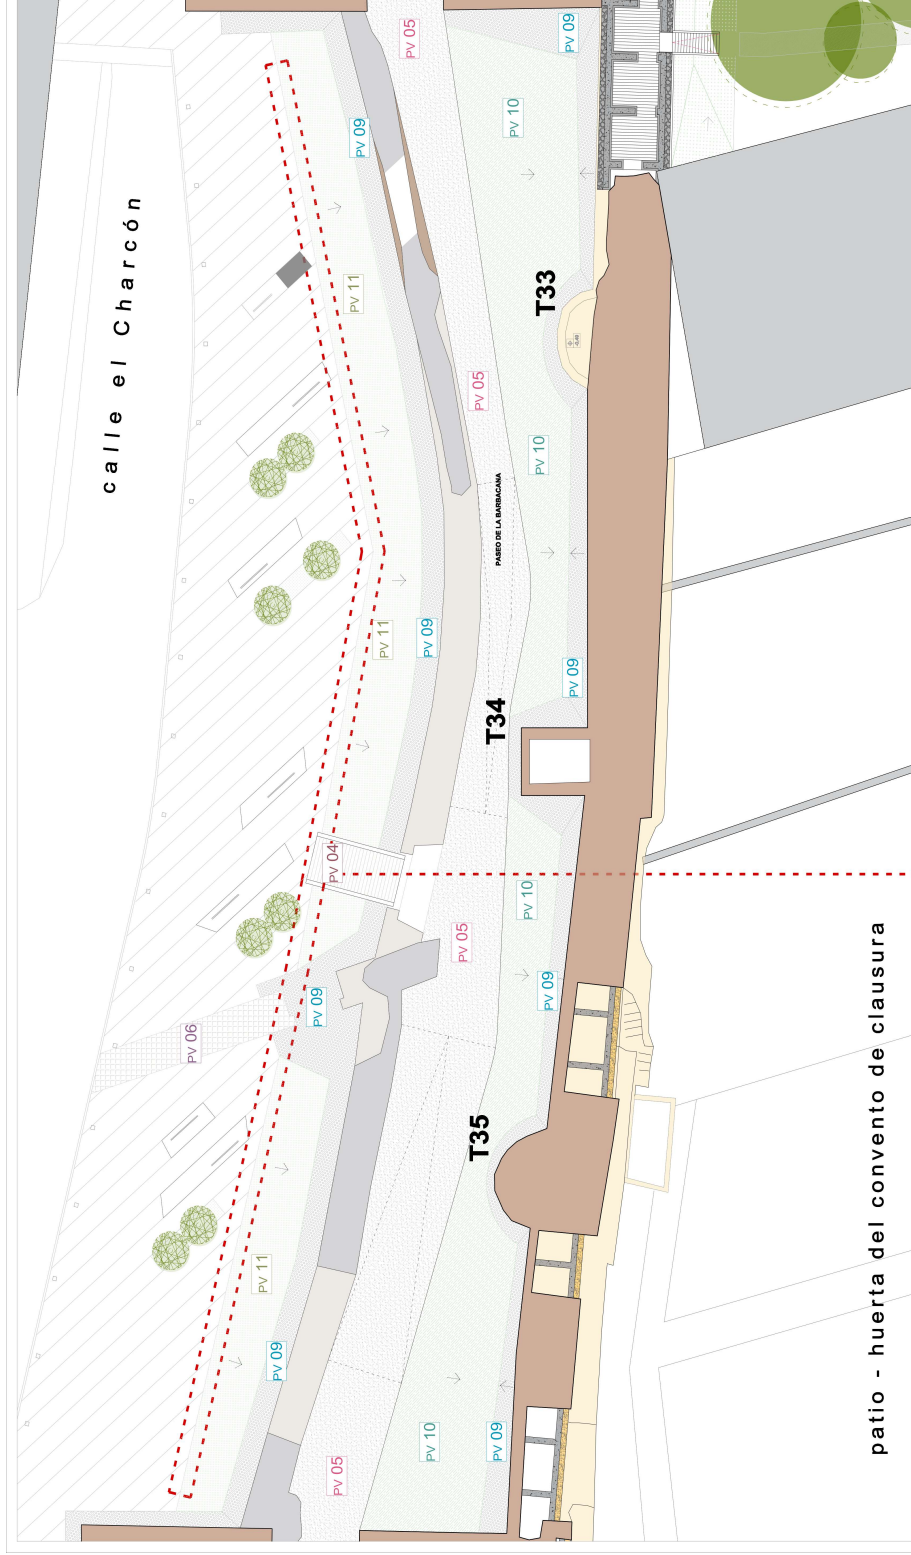 PV 05
PV 09
PV 10
PV 09
calle el Charcón
PV 11
T33
PV 05
PV 10
PASEO DE LA BARBACANA
PV 11
PV 09
PV 09
T34
PV 04
PV 10
PV 05
PV 09
PV 09
PV 06
T35
patio - huerta del convento de clausura
PV 11
PV 09
PV 10
PV 09
PV 05